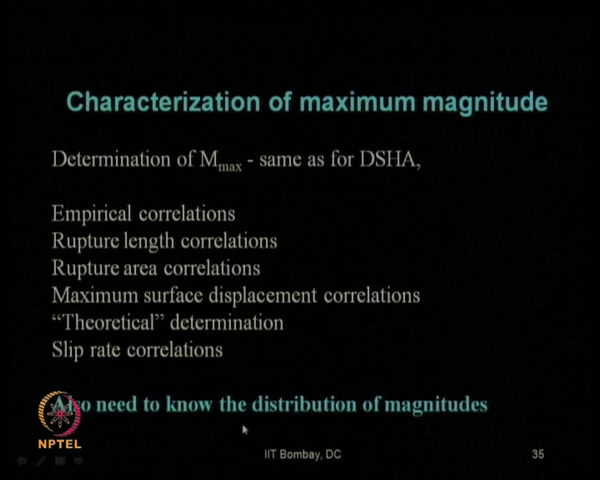 Characterization of maximum magnitude
Determination of Mmax - same as for DSHA,
Empirical correlations
Rupture length correlations
Rupture area correlations
Maximum surface displacement correlations
“Theoretical” determination
Slip rate correlations
Also need to know the distribution of magnitudes
NPTEL
IIT Bombay, DC
35